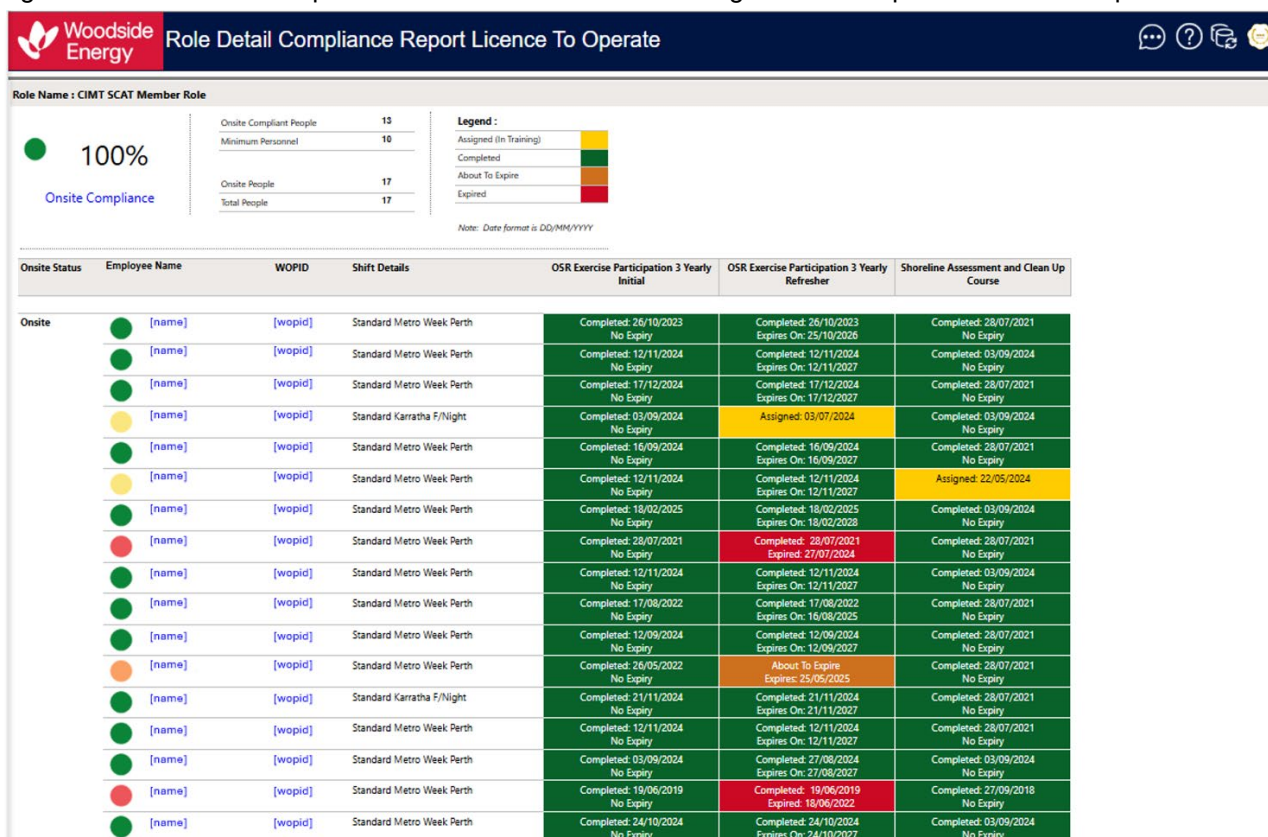 Woodside
Energy
Role Detail Compliance Report Licence To Operate
Role Name : CIMT SCAT Member Role
100%
Onsite Compliance
Onsite Compliant People 13
Minimum Personnel 10
Onsite People 17
Total People 17
Legend :
Assigned (In Training)
Completed
About To Expire
Expired
Note: Date format is DD/MM/YYYY
Onsite Status Employee Name WOPID Shift Details OSR Exercise Participation 3 Yearly OSR Exercise Participation 3 Yearly Shoreline Assessment and Clean Up
Initial Refresher Course
Onsite [name] [wopid] Standard Metro Week Perth Completed: 26/10/2023 Completed: 26/10/2023 Completed: 28/07/2021
No Expiry Expires On: 25/10/2026 No Expiry
[name] [wopid] Standard Metro Week Perth Completed: 12/11/2024 Completed: 12/11/2024 Completed: 03/09/2024
No Expiry Expires On: 12/11/2027 No Expiry
[name] [wopid] Standard Metro Week Perth Completed: 17/12/2024 Completed: 17/12/2024 Completed: 28/07/2021
No Expiry Expires On: 17/12/2027 No Expiry
[name] [wopid] Standard Karratha F/Night Completed: 03/09/2024 Assigned: 03/07/2024 Completed: 03/09/2024
No Expiry No Expiry
[name] [wopid] Standard Metro Week Perth Completed: 16/09/2024 Completed: 16/09/2024 Completed: 28/07/2021
No Expiry Expires On: 16/09/2027 No Expiry
[name] [wopid] Standard Metro Week Perth Completed: 12/11/2024 Completed: 12/11/2024 Assigned: 22/05/2024
No Expiry Expires On: 12/11/2027
[name] [wopid] Standard Metro Week Perth Completed: 18/02/2025 Completed: 18/02/2025 Completed: 03/09/2024
No Expiry Expires On: 18/02/2028 No Expiry
[name] [wopid] Standard Metro Week Perth Completed: 28/07/2021 Completed: 28/07/2021 Completed: 28/07/2021
No Expiry Expired: 27/07/2024 No Expiry
[name] [wopid] Standard Metro Week Perth Completed: 12/11/2024 Completed: 12/11/2024 Completed: 03/09/2024
No Expiry Expires On: 12/11/2027 No Expiry
[name] [wopid] Standard Metro Week Perth Completed: 17/08/2022 Completed: 17/08/2022 Completed: 28/07/2021
No Expiry Expires On: 16/08/2025 No Expiry
[name] [wopid] Standard Metro Week Perth Completed: 12/09/2024 Completed: 12/09/2024 Completed: 28/07/2021
No Expiry Expires On: 12/09/2027 No Expiry
[name] [wopid] Standard Metro Week Perth Completed: 26/05/2022 About To Expire Completed: 28/07/2021
No Expiry Expires: 25/05/2025 No Expiry
[name] [wopid] Standard Karratha F/Night Completed: 21/11/2024 Completed: 21/11/2024 Completed: 28/07/2021
No Expiry Expires On: 21/11/2027 No Expiry
[name] [wopid] Standard Metro Week Perth Completed: 12/11/2024 Completed: 12/11/2024 Completed: 28/07/2021
No Expiry Expires On: 12/11/2027 No Expiry
[name] [wopid] Standard Metro Week Perth Completed: 03/09/2024 Completed: 27/08/2024 Completed: 03/09/2024
No Expiry Expires On: 27/08/2027 No Expiry
[name] [wopid] Standard Metro Week Perth Completed: 19/06/2019 Completed: 19/06/2019 Completed: 27/09/2018
No Expiry Expired: 18/06/2022 No Expiry
[name] [wopid] Standard Metro Week Perth Completed: 24/10/2024 Completed: 24/10/2024 Completed: 03/09/2024
No Expiry Expires On: 24/10/2027 No Expiry